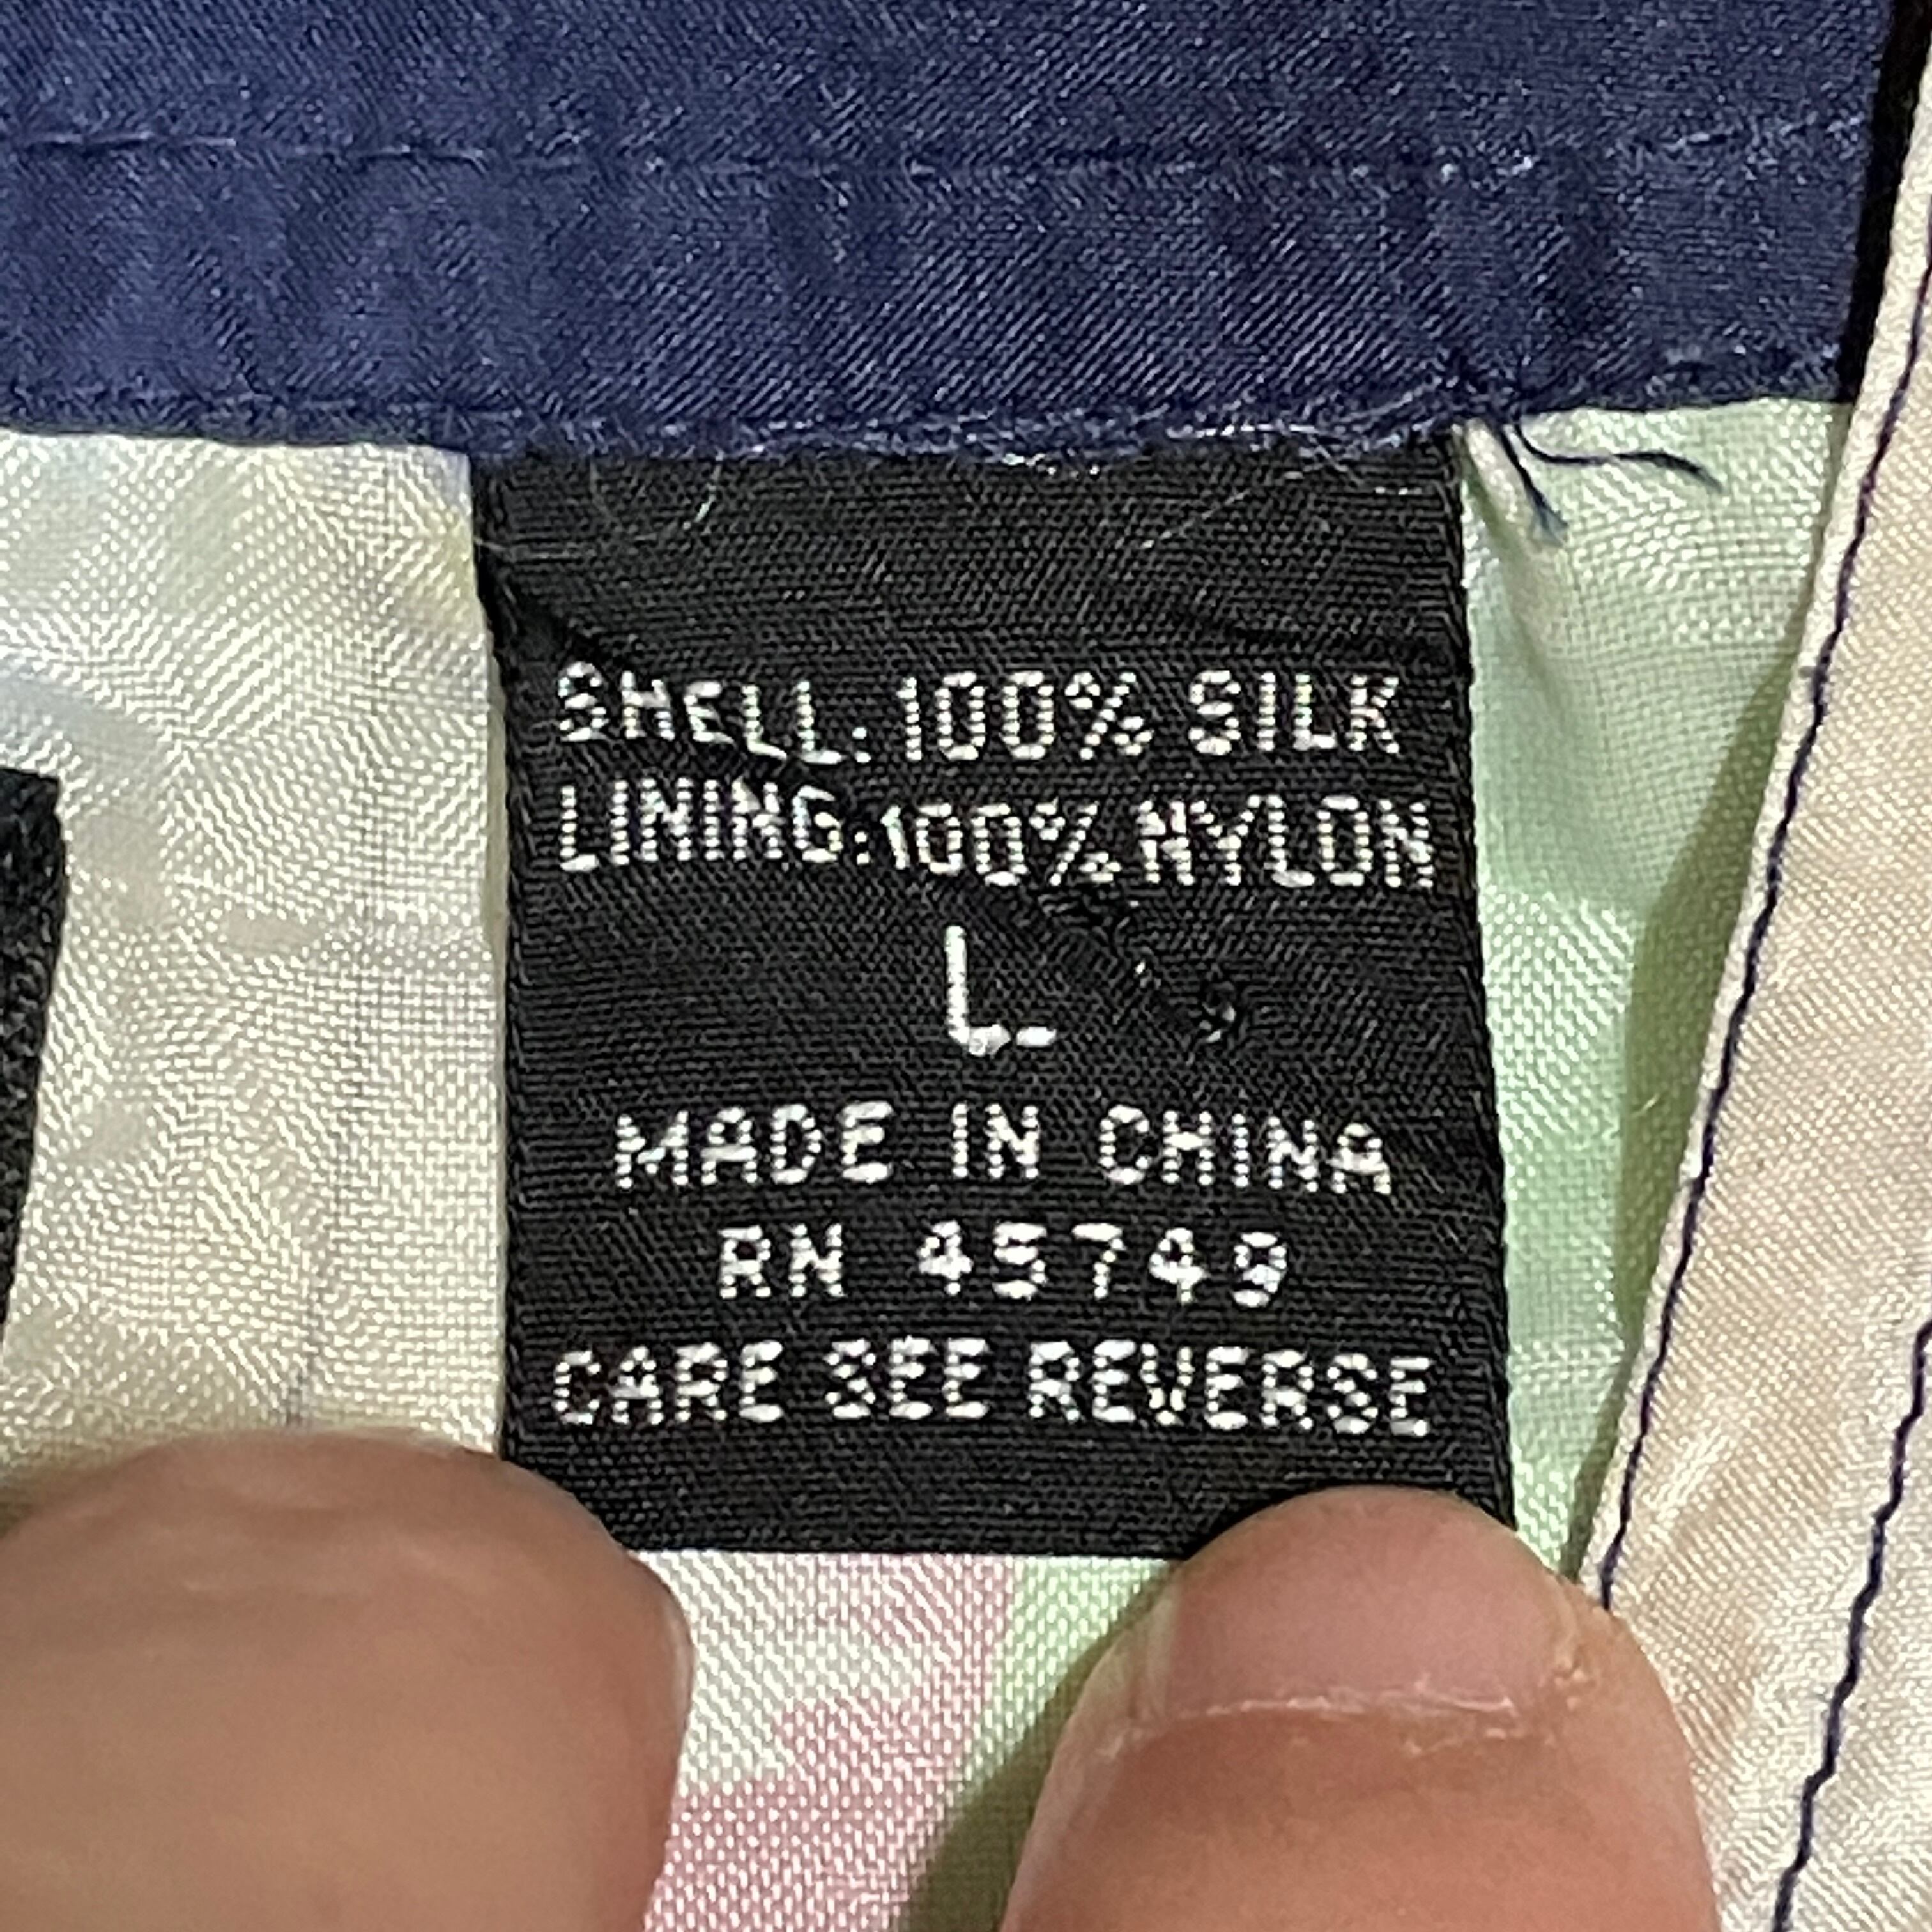 SHELL: 100% SILK
LINING: 100% NYLON
L
MADE IN CHINA
RN 45749
CARE SEE REVERSE